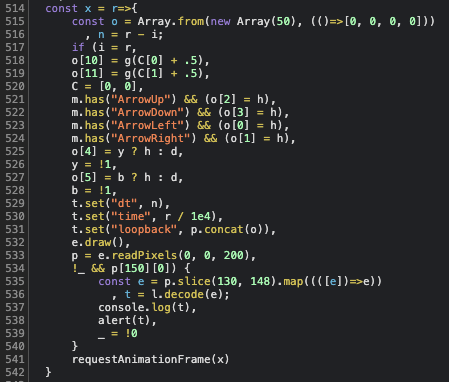 514 const x = r=>{
515 const o = Array.from(new Array(50), (()=>[0, 0, 0, 0]))
516 , n = r - i;
517 if (i = r,
518 o[10] = g(C[0] + .5),
519 o[11] = g(C[1] + .5),
520 C = [0, 0],
521 m.has("ArrowUp") && (o[2] = h),
522 m.has("ArrowDown") && (o[3] = h),
523 m.has("ArrowLeft") && (o[0] = h),
524 m.has("ArrowRight") && (o[1] = h),
525 o[4] = y ? h : d,
526 y = !1,
527 o[5] = b ? h : d,
528 b = !1,
529 t.set("dt", n),
530 t.set("time", r / 1e4),
531 t.set("loopback", p.concat(o)),
532 e.draw(),
533 p = e.readPixels(0, 0, 200),
534 !_ && p[150][0]) {
535 const e = p.slice(130, 148).map((([e])=>e))
536 , t = l.decode(e);
537 console.log(t),
538 alert(t),
539 _ = !0
540 }
541 requestAnimationFrame(x)
542 }